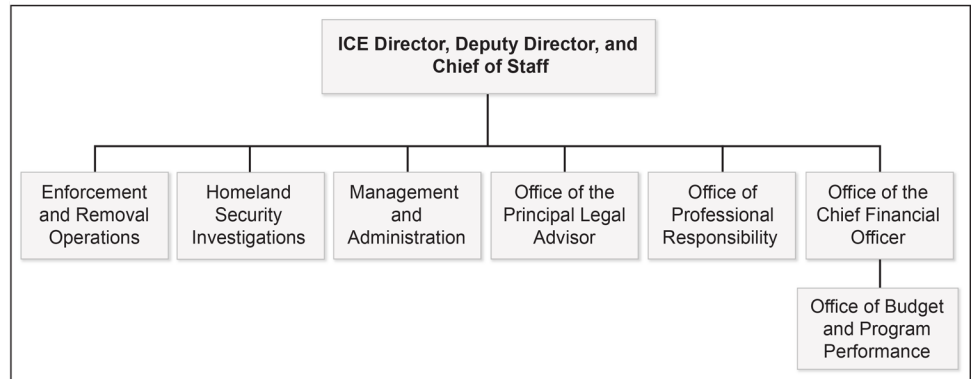 ICE Director, Deputy Director, and
Chief of Staff
Enforcement
and Removal
Operations
Homeland
Security
Investigations
Management
and
Administration
Office of the
Principal Legal
Advisor
Office of
Professional
Responsibility
Office of the
Chief Financial
Officer
Office of Budget
and Program
Performance